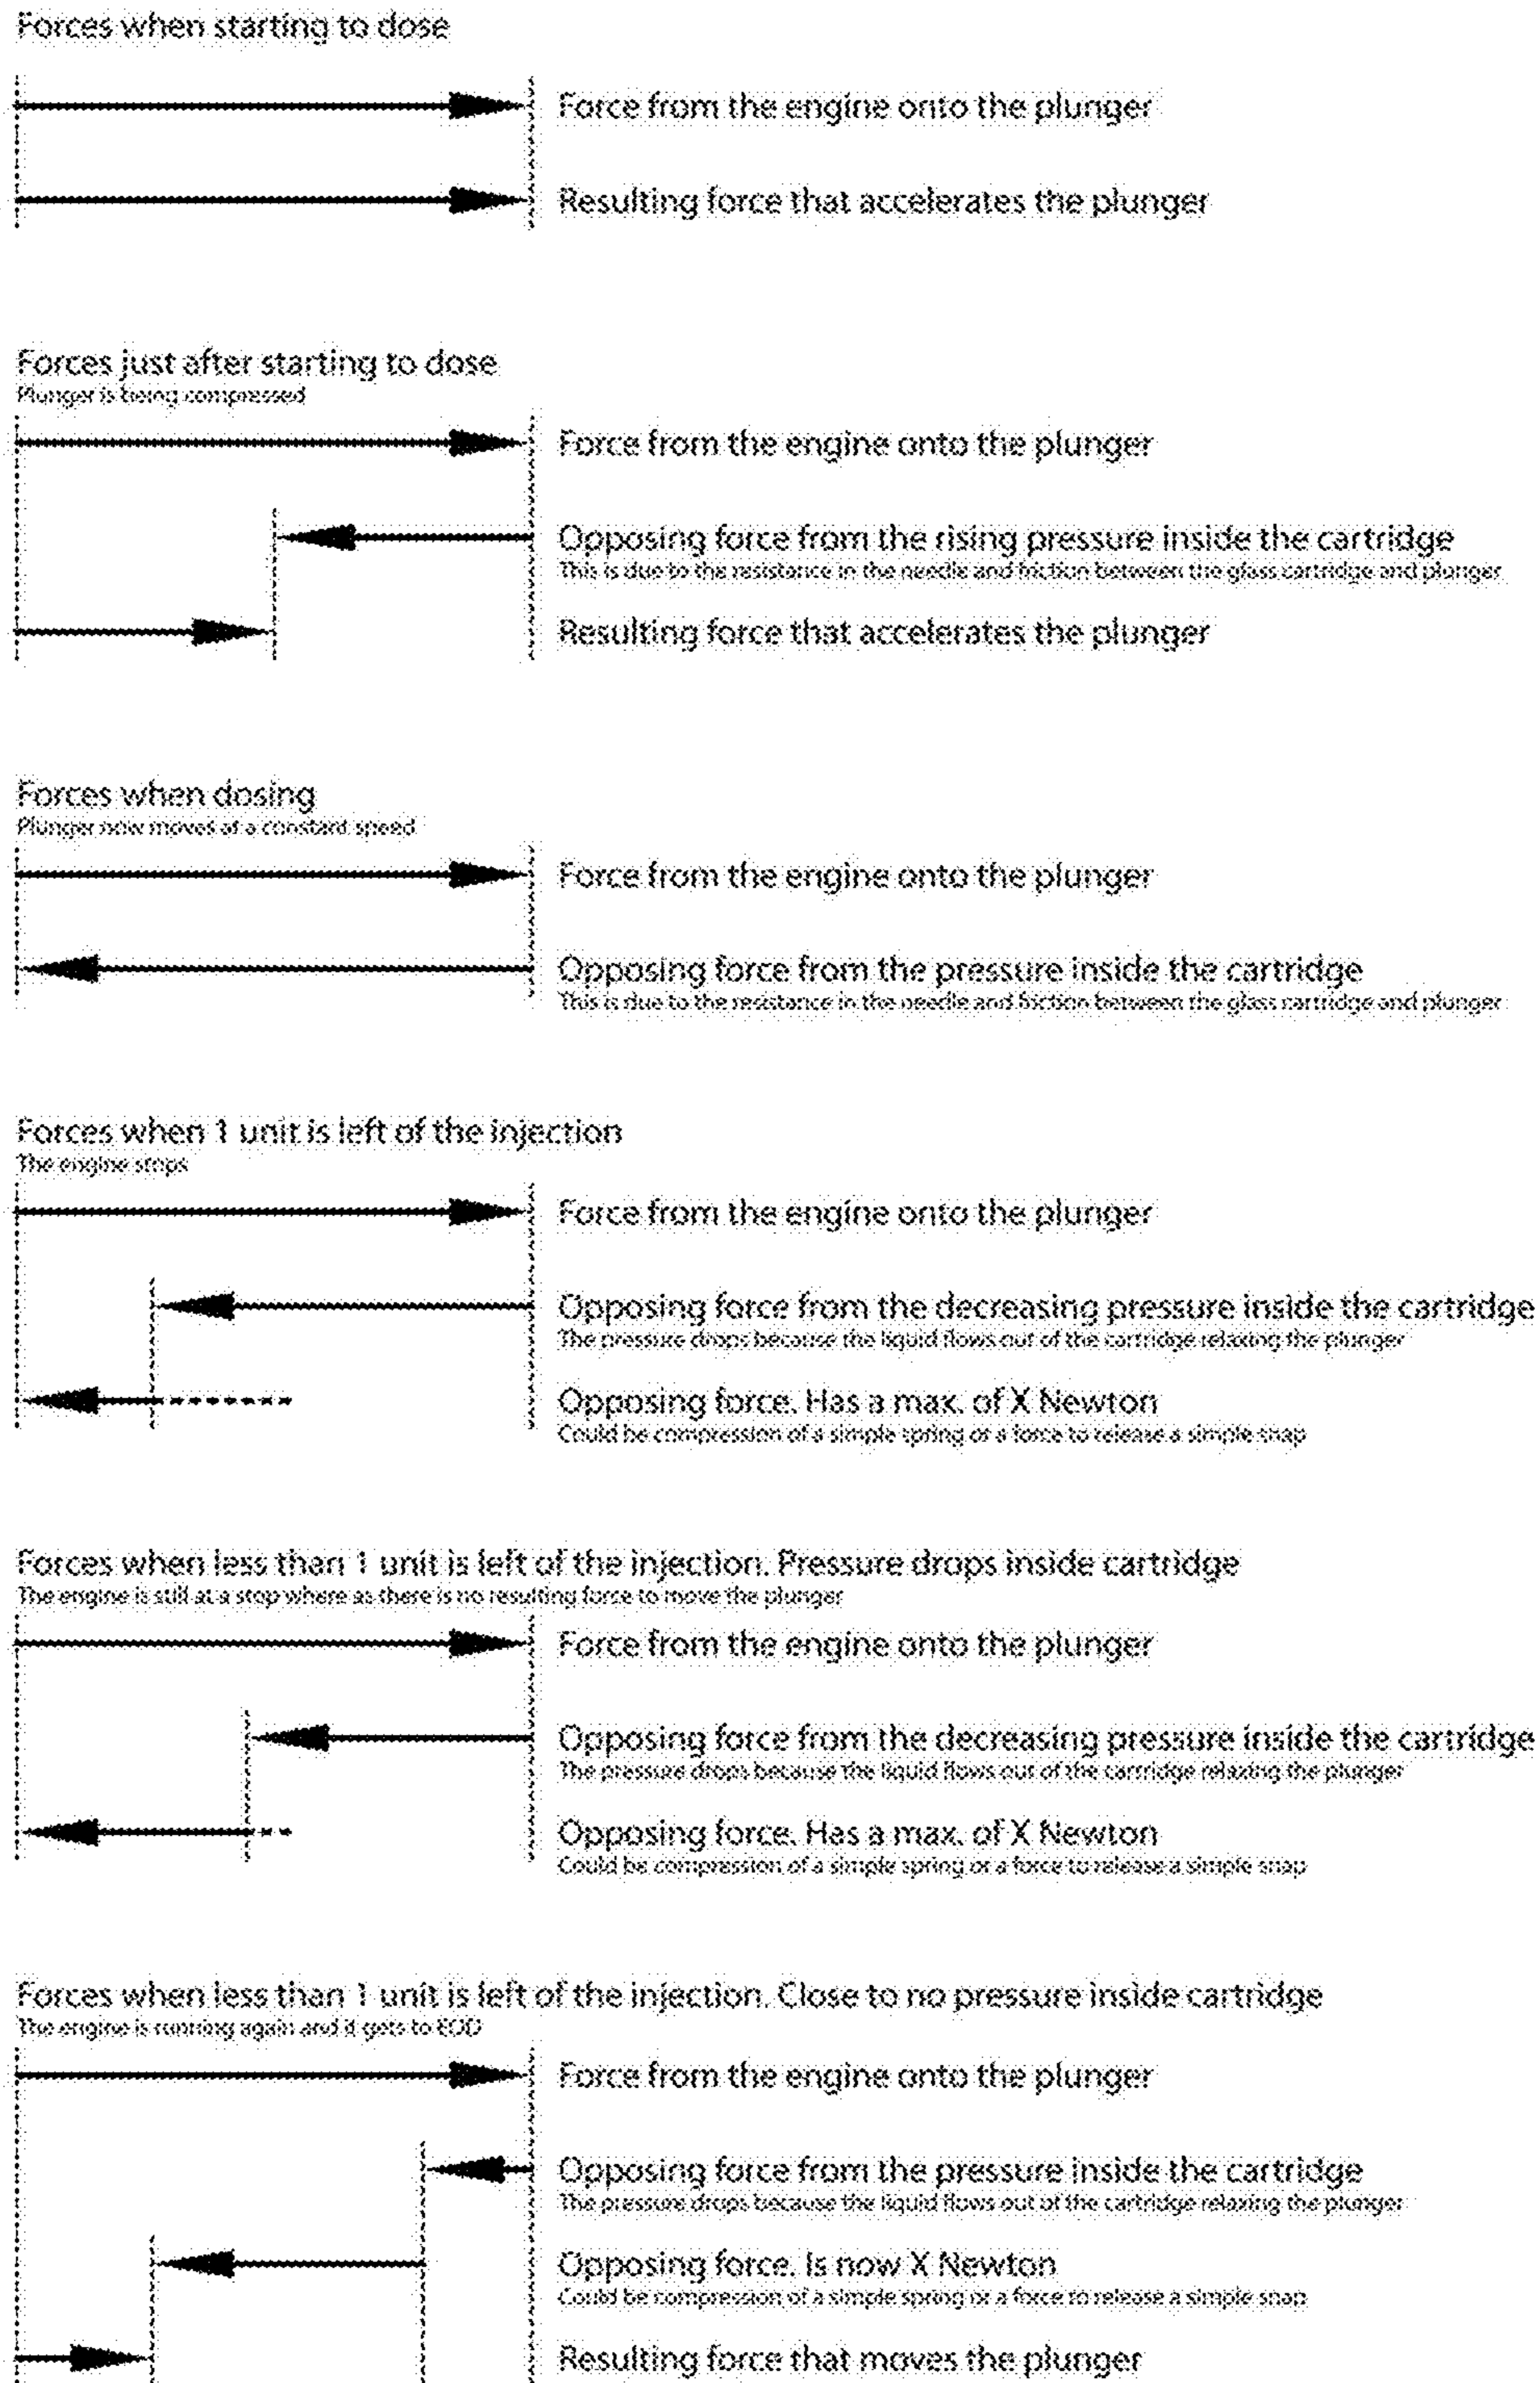 Forces when starting to dose
Force from the engine onto the plunger
Resulting force that accelerates the plunger
Forces just after starting to dose
Plunger is being compressed
Force from the engine onto the plunger
Opposing force from the rising pressure inside the cartridge
This is due to the resistance in the needle and friction between the glass cartridge and plunger
Resulting force that accelerates the plunger
Forces when dosing
Plunger now moves at a constant speed
Force from the engine onto the plunger
Opposing force from the pressure inside the cartridge
This is due to the resistance in the needle and friction between the glass cartridge and plunger
Forces when 1 unit is left of the injection
The engine stops
Force from the engine onto the plunger
Opposing force from the decreasing pressure inside the cartridge
The pressure drops because the liquid flows out of the cartridge relaxing the plunger
Opposing force. Has a max. of X Newton
Could be compression of a simple spring or a force to release a simple snap
Forces when less than 1 unit is left of the injection. Pressure drops inside cartridge
The engine is still at a stop where as there is no resulting force to move the plunger
Force from the engine onto the plunger
Opposing force from the decreasing pressure inside the cartridge
The pressure drops because the liquid flows out of the cartridge relaxing the plunger
Opposing force. Has a max. of X Newton
Could be compression of a simple spring or a force to release a simple snap
Forces when less than 1 unit is left of the injection. Close to no pressure inside cartridge
The engine is running again and it gets to EOD
Force from the engine onto the plunger
Opposing force from the pressure inside the cartridge
The pressure drops because the liquid flows out of the cartridge relaxing the plunger
Opposing force. Is now X Newton
Could be compression of a simple spring or a force to release a simple snap
Resulting force that moves the plunger